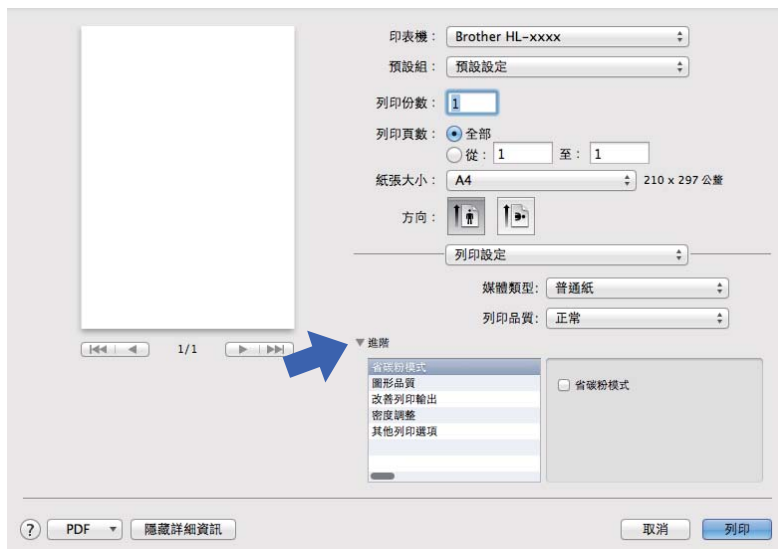 印表機： Brother HL-xxxx
預設組： 預設設定
列印份數： 1
列印頁數： 全部
從： 1 至： 1
紙張大小： A4 210 x 297 公釐
方向：
列印設定
媒體類型: 普通紙
列印品質: 正常
1/1
進階
省碳粉模式
圖形品質
改善列印輸出
密度調整
其他列印選項
省碳粉模式
? PDF 隱藏詳細資訊 取消 列印